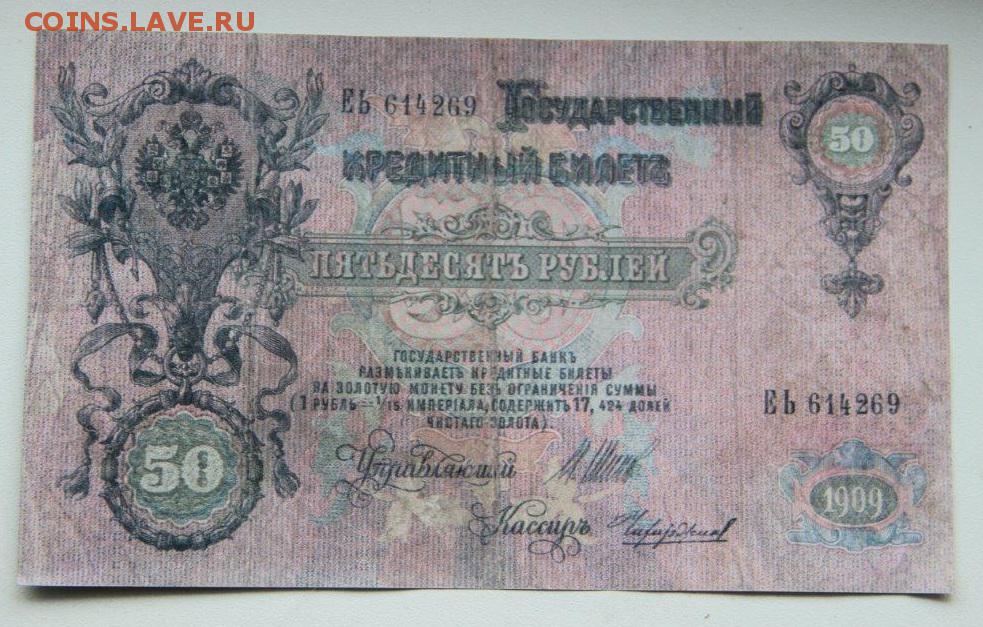 COINS.LAVE.RU
ЕЬ 614269 Государственный 50
Кредитный Билетъ
ПЯТЬДЕСЯТЪ РУБЛЕЙ
ГОСУДАРСТВЕННЫЙ БАНКЪ
РАЗМѢНИВАЕТЪ КРЕДИТНЫЕ БИЛЕТЫ
НА ЗОЛОТУЮ МОНЕТУ БЕЗЪ ОГРАНИЧЕНІЯ СУММЫ
(1 РУБЛЬ = 1/15 ИМПЕРІАЛА, СОДЕРЖИТЪ 17, 424 ДОЛЕЙ
ЧИСТАГО ЗОЛОТА).
ЕЬ 614269
50
Управляющій
1909
Кассиръ